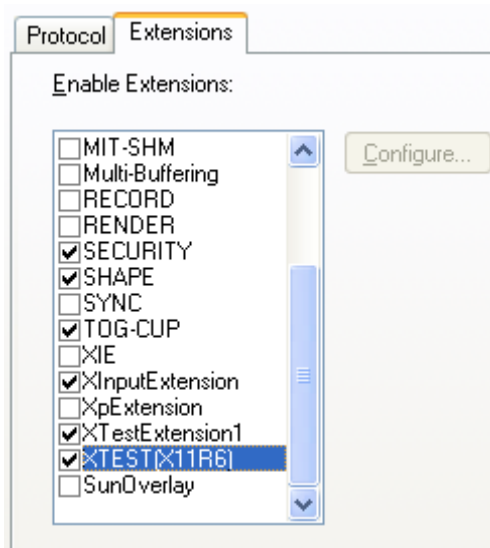 Protocol Extensions
Enable Extensions:
MIT-SHM
Configure...
Multi-Buffering
RECORD
RENDER
SECURITY
SHAPE
SYNC
TOG-CUP
XIE
XInputExtension
XpExtension
XTestExtension1
XTEST(X11R6)
SunOverlay